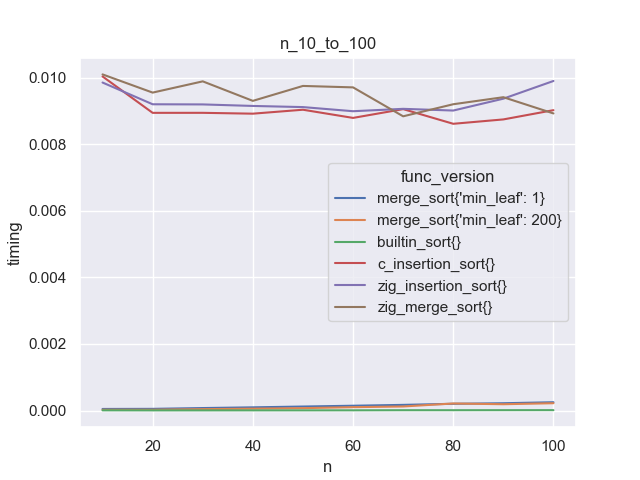 n_10_to_100
0.010
0.008
0.006
0.004
0.002
0.000
timing
func_version
merge_sort{'min_leaf': 1}
merge_sort{'min_leaf': 200}
builtin_sort{}
c_insertion_sort{}
zig_insertion_sort{}
zig_merge_sort{}
20 40 60 80 100
n